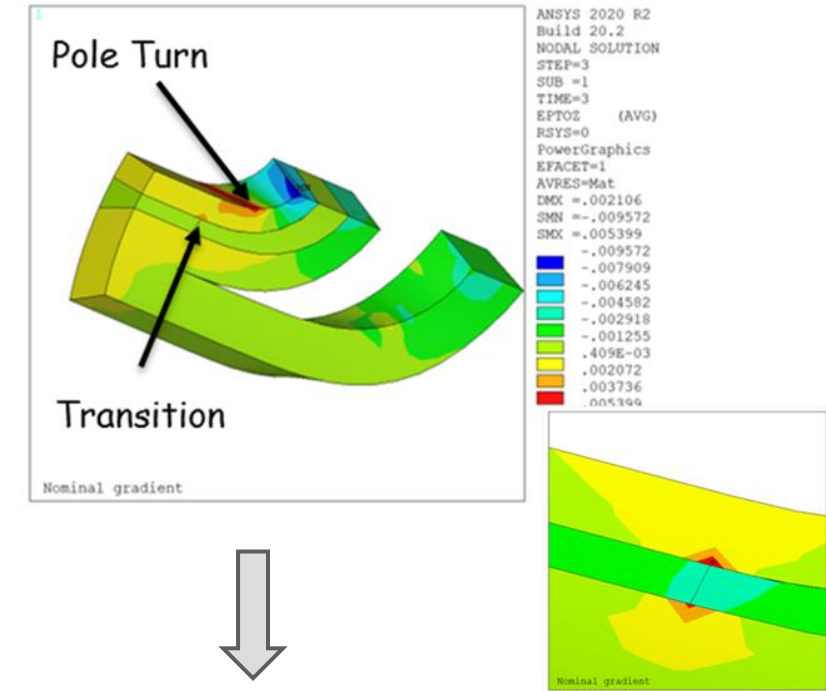 1
Pole Turn
Transition
Nominal gradient
ANSYS 2020 R2
Build 20.2
NODAL SOLUTION
STEP=3
SUB =1
TIME=3
EPTOZ (AVG)
RSYS=0
PowerGraphics
EFACET=1
AVRES=Mat
DMX =.002106
SMN =-.009572
SMX =.005399
-.009572
-.007909
-.006245
-.004582
-.002918
-.001255
.409E-03
.002072
.003736
.005399
Nominal gradient